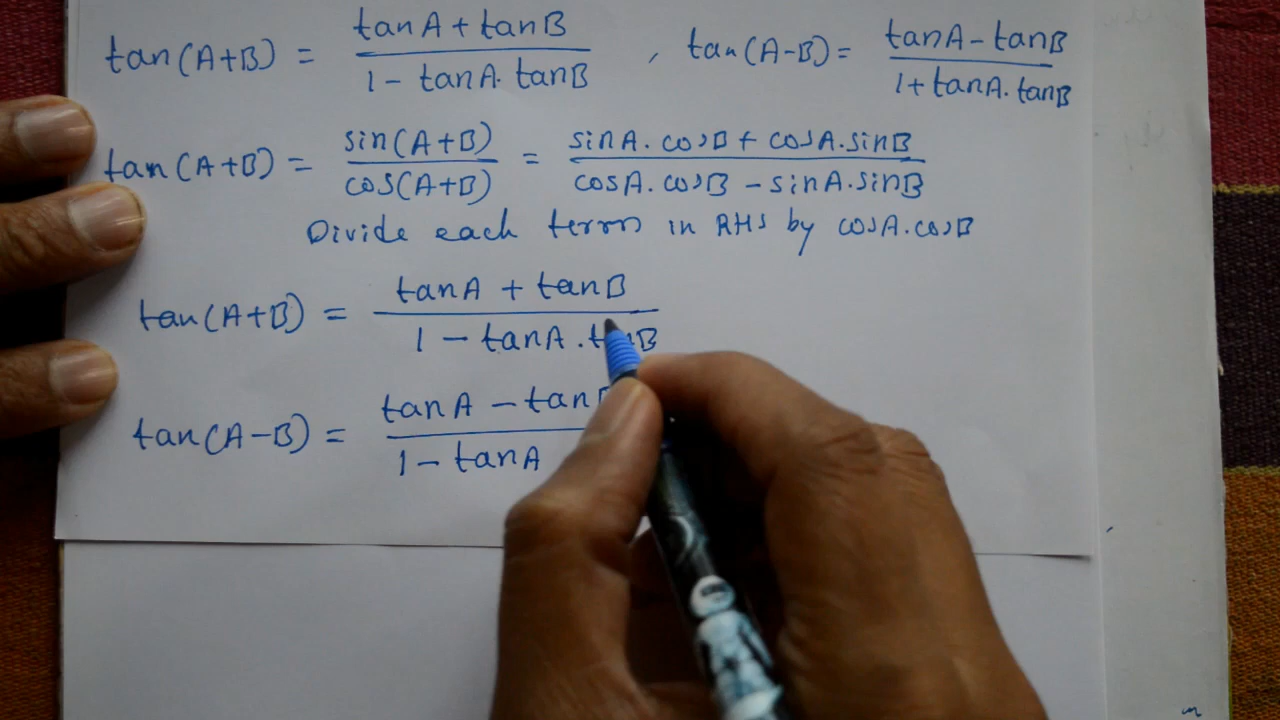 tan(A+B) = tanA + tanB / 1 - tanA. tanB , tan(A-B) = tanA - tanB / 1 + tanA. tanB
tan(A+B) = sin(A+B) / cos(A+B) = sinA. cosB + cosA. sinB / cosA. cosB - sinA. sinB
Divide each term in RHS by cosA. cosB
tan(A+B) = tanA + tanB / 1 - tanA . tanB
tan(A-B) = tanA - tan / 1 - tanA